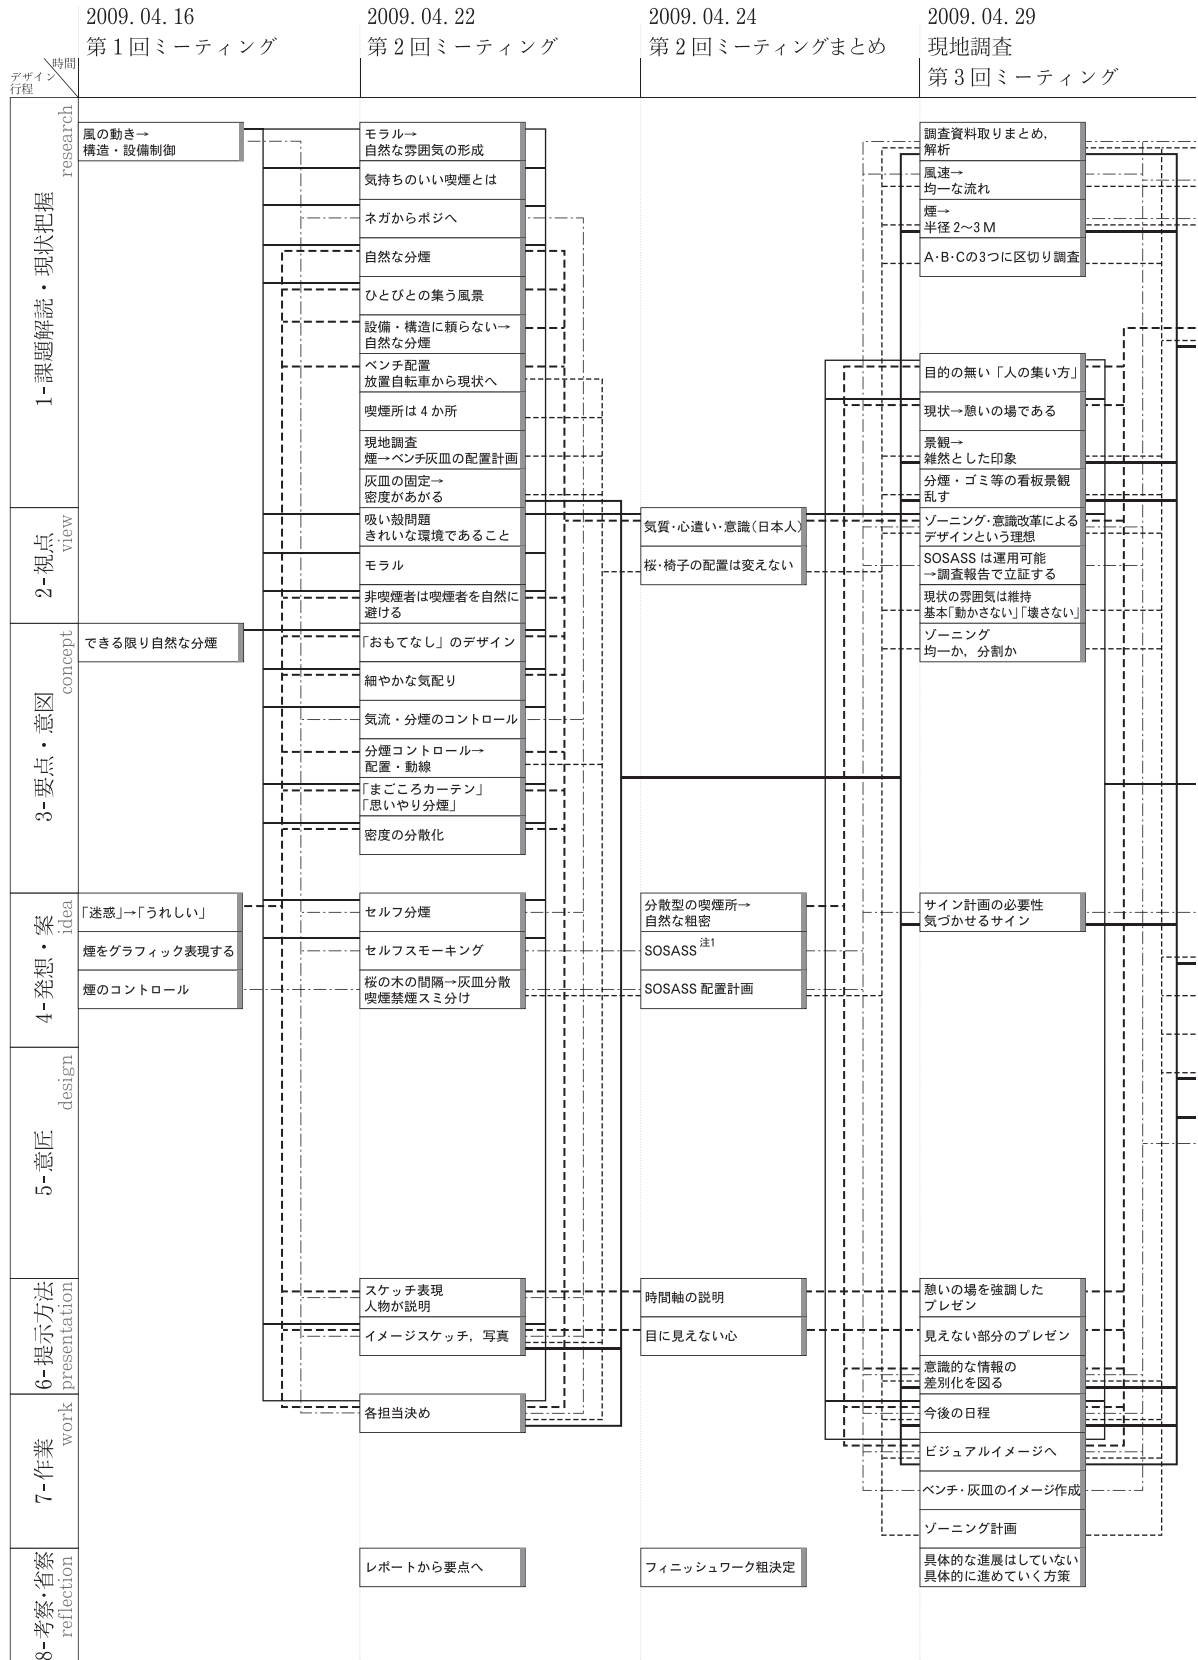 2009.04.16
第1回ミーティング
2009.04.22
第2回ミーティング
2009.04.24
第2回ミーティングまとめ
2009.04.29
現地調査
第3回ミーティング
時間
デザイン
行程
1-課題解読・現状把握
research
風の動き→
構造・設備制御
モラル→
自然な雰囲気の形成
気持ちのいい喫煙とは
ネガからポジへ
自然な分煙
ひとびとの集う風景
設備・構造に頼らない→
自然な分煙
ベンチ配置
放置自転車から現状へ
喫煙所は4か所
現地調査
煙→ベンチ灰皿の配置計画
灰皿の固定→
密度があがる
調査資料取りまとめ,
解析
風速→
均一な流れ
煙→
半径2〜3M
A・B・Cの3つに区切り調査
目的の無い「人の集い方」
現状→憩いの場である
景観→
雑然とした印象
分煙・ゴミ等の看板景観
乱す
2-視点
view
吸い殻問題
きれいな環境であること
モラル
非喫煙者は喫煙者を自然に
避ける
気質・心遣い・意識(日本人)
桜・椅子の配置は変えない
ゾーニング・意識改革による
デザインという理想
SOSASSは運用可能
→調査報告で立証する
現状の雰囲気は維持
基本「動かさない」「壊さない」
3-要点・意図
concept
できる限り自然な分煙
「おもてなし」のデザイン
細やかな気配り
気流・分煙のコントロール
分煙コントロール→
配置・動線
「まごころカーテン」
「思いやり分煙」
密度の分散化
ゾーニング
均一か,分割か
4-発想・案
idea
「迷惑」→「うれしい」
煙をグラフィック表現する
煙のコントロール
セルフ分煙
セルフスモーキング
桜の木の間隔→灰皿分散
喫煙禁煙スミ分け
分散型の喫煙所→
自然な粗密
SOSASS 注1
SOSASS 配置計画
サイン計画の必要性
気づかせるサイン
5-意匠
design
6-提示方法
presentation
スケッチ表現
人物が説明
イメージスケッチ,写真
時間軸の説明
目に見えない心
憩いの場を強調した
プレゼン
見えない部分のプレゼン
意識的な情報の
差別化を図る
7-作業
work
各担当決め
今後の日程
ビジュアルイメージへ
ベンチ・灰皿のイメージ作成
ゾーニング計画
8-考察・省察
reflection
レポートから要点へ
フィニッシュワーク粗決定
具体的な進展はしていない
具体的に進めていく方策